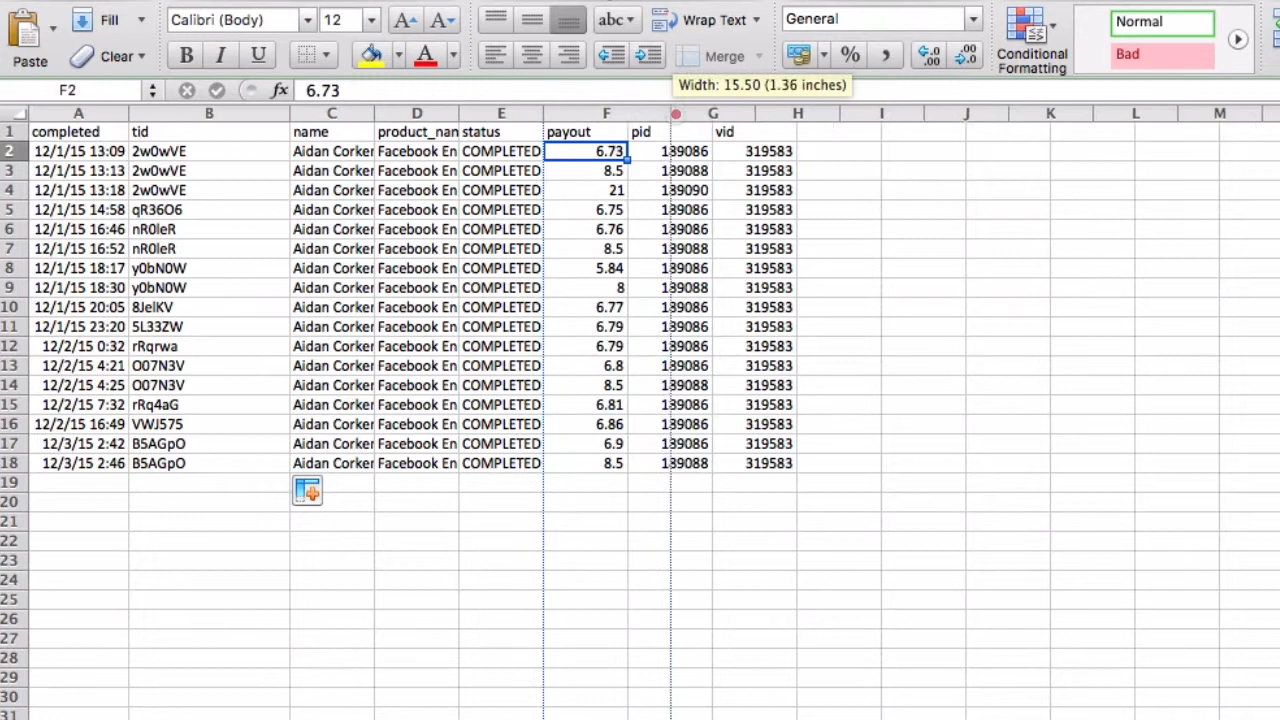 Fill Calibri (Body) 12 A A abc Wrap Text General Normal
Paste Clear B I U A Merge % , .0 .00 .00 .0 Conditional Formatting Bad
Width: 15.50 (1.36 inches)
F2 fx 6.73
A B C D E F G H I J K L M
1 completed tid name product_nan status payout pid vid
2 12/1/15 13:09 2w0wVE Aidan Corker Facebook En COMPLETED 6.73 139086 319583
3 12/1/15 13:13 2w0wVE Aidan Corker Facebook En COMPLETED 8.5 139088 319583
4 12/1/15 13:18 2w0wVE Aidan Corker Facebook En COMPLETED 21 139090 319583
5 12/1/15 14:58 qR36O6 Aidan Corker Facebook En COMPLETED 6.75 139086 319583
6 12/1/15 16:46 nR0leR Aidan Corker Facebook En COMPLETED 6.76 139086 319583
7 12/1/15 16:52 nR0leR Aidan Corker Facebook En COMPLETED 8.5 139088 319583
8 12/1/15 18:17 y0bN0W Aidan Corker Facebook En COMPLETED 5.84 139086 319583
9 12/1/15 18:30 y0bN0W Aidan Corker Facebook En COMPLETED 8 139088 319583
10 12/1/15 20:05 8JelKV Aidan Corker Facebook En COMPLETED 6.77 139086 319583
11 12/1/15 23:20 5L33ZW Aidan Corker Facebook En COMPLETED 6.79 139086 319583
12 12/2/15 0:32 rRqrwa Aidan Corker Facebook En COMPLETED 6.79 139086 319583
13 12/2/15 4:21 O07N3V Aidan Corker Facebook En COMPLETED 6.8 139086 319583
14 12/2/15 4:25 O07N3V Aidan Corker Facebook En COMPLETED 8.5 139088 319583
15 12/2/15 7:32 rRq4aG Aidan Corker Facebook En COMPLETED 6.81 139086 319583
16 12/2/15 16:49 VWJ575 Aidan Corker Facebook En COMPLETED 6.86 139086 319583
17 12/3/15 2:42 B5AGpO Aidan Corker Facebook En COMPLETED 6.9 139086 319583
18 12/3/15 2:46 B5AGpO Aidan Corker Facebook En COMPLETED 8.5 139088 319583
19
20
21
22
23
24
25
26
27
28
29
30
31